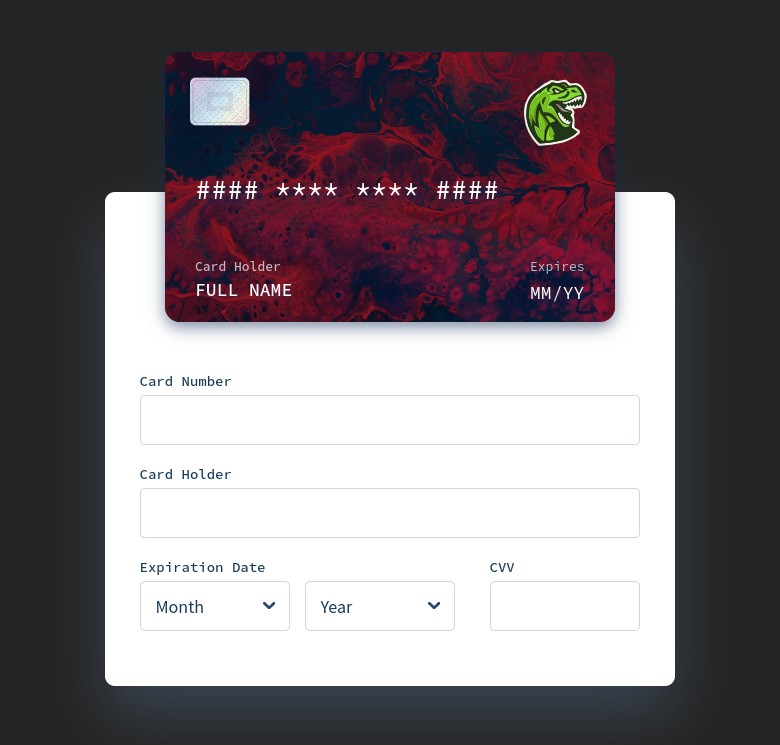 #### **** **** ####
Card Holder
Expires
FULL NAME
MM/YY
Card Number
Card Holder
Expiration Date
CVV
Month
Year